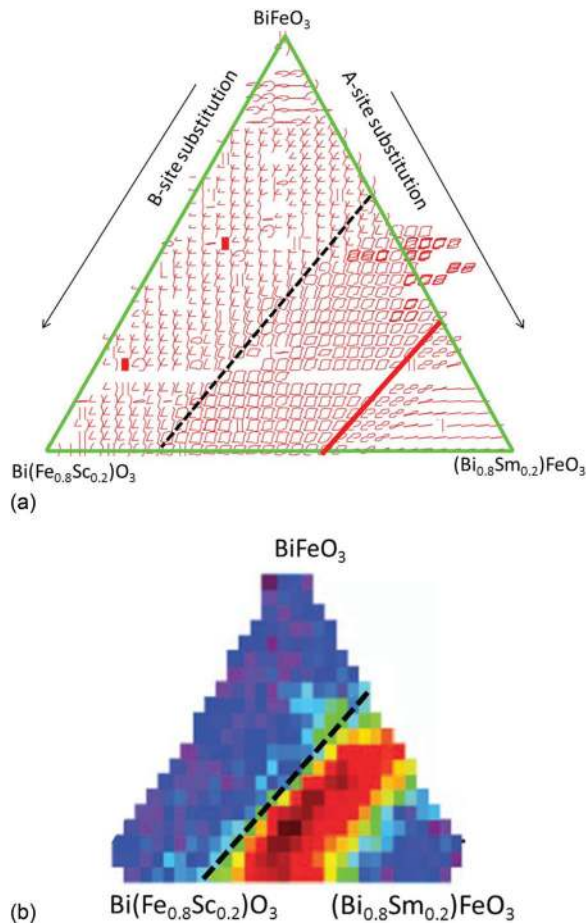 BiFeO₃
B-site substitution
A-site substitution
Bi(Fe₀.₈Sc₀.₂)O₃
(Bi₀.₈Sm₀.₂)FeO₃
(a)
BiFeO₃
Bi(Fe₀.₈Sc₀.₂)O₃
(Bi₀.₈Sm₀.₂)FeO₃
(b)